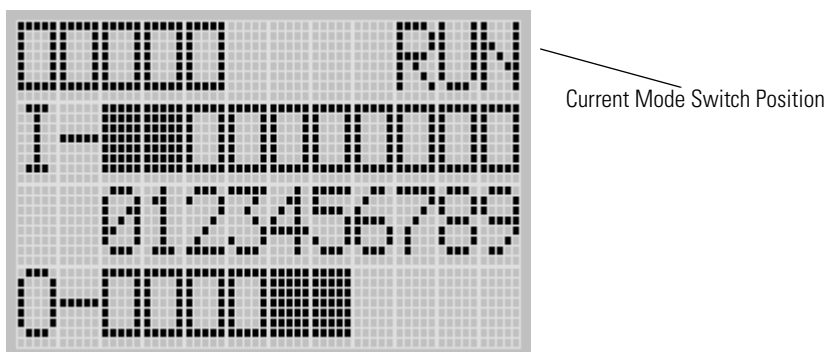 □□□□□ RUN
Current Mode Switch Position
I-■■□□□□□□□□
0123456789
O-□□□□■■